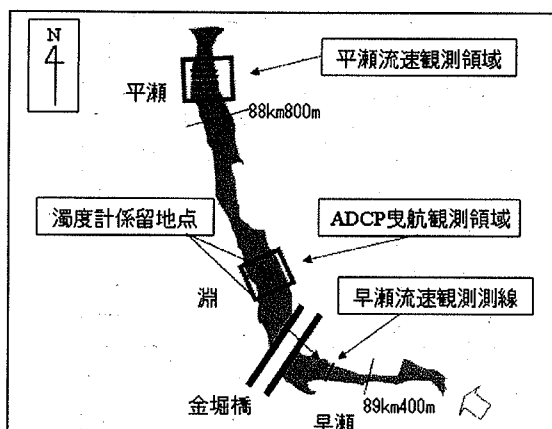 N
平瀬流速観測領域
平瀬
88km800m
濁度計係留地点
ADCP曳航観測領域
淵
早瀬流速観測測線
金堀橋
早瀬
89km400m